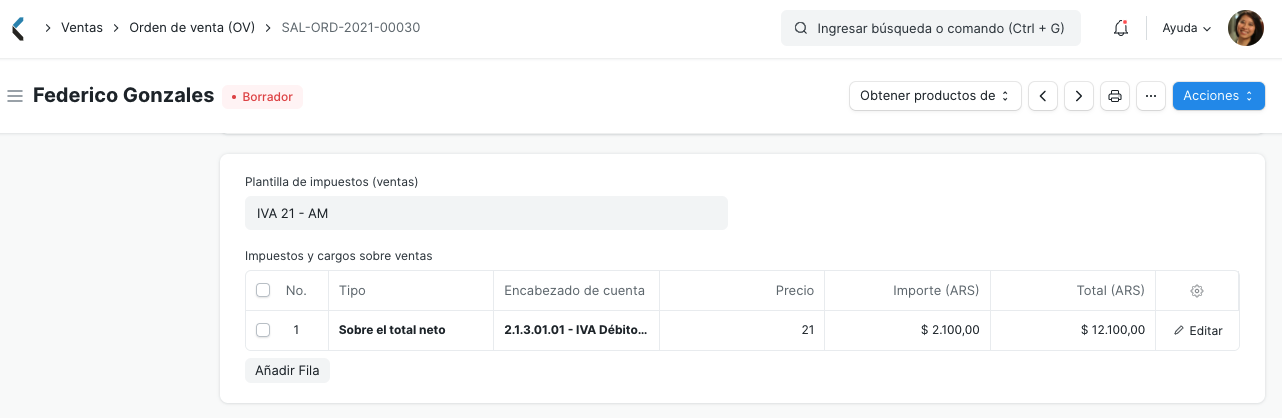 Ventas Orden de venta (OV) SAL-ORD-2021-00030 Ingresar búsqueda o comando (Ctrl + G) Ayuda
Federico Gonzales • Borrador Obtener productos de ... Acciones
Plantilla de impuestos (ventas)
IVA 21 - AM
Impuestos y cargos sobre ventas
No. Tipo Encabezado de cuenta Precio Importe (ARS) Total (ARS)
1 Sobre el total neto 2.1.3.01.01 - IVA Débito... 21 $ 2.100,00 $ 12.100,00 Editar
Añadir Fila